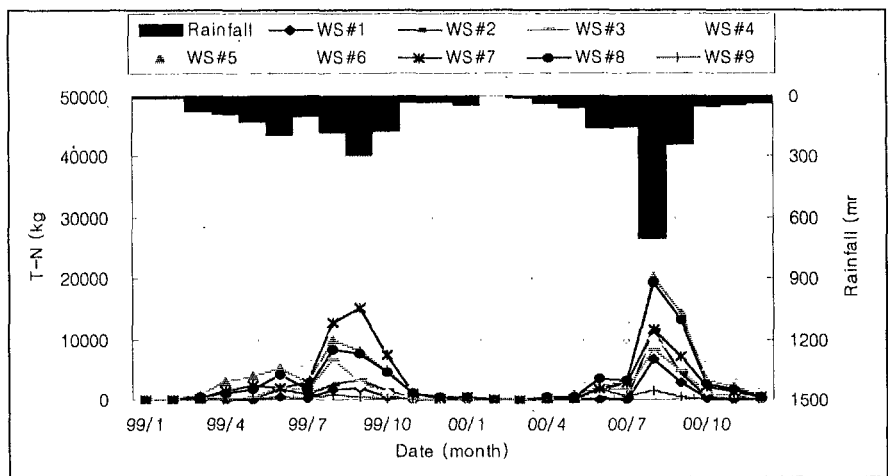 Rainfall WS#1 WS#2 WS#3 WS#4
WS#5 WS#6 WS#7 WS#8 WS#9
50000
40000
30000
20000
10000
0
T-N (kg
0
300
600
900
1200
1500
Rainfall (mr
99/1 99/4 99/7 99/10 00/1 00/4 00/7 00/10
Date (month)